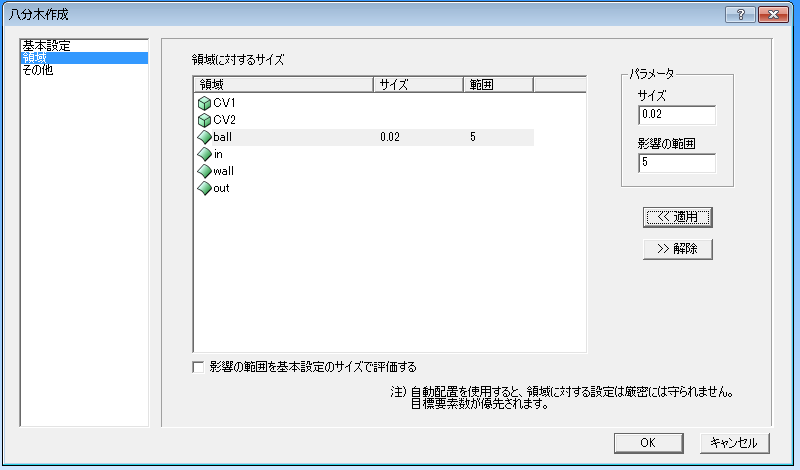 八分木作成
基本設定
領域
その他
領域に対するサイズ
領域 サイズ 範囲
CV1
CV2
ball 0.02 5
in
wall
out
パラメータ
サイズ
0.02
影響の範囲
5
<< 適用
>> 解除
影響の範囲を基本設定のサイズで評価する
注) 自動配置を使用すると、領域に対する設定は厳密には守られません。
目標要素数が優先されます。
OK キャンセル